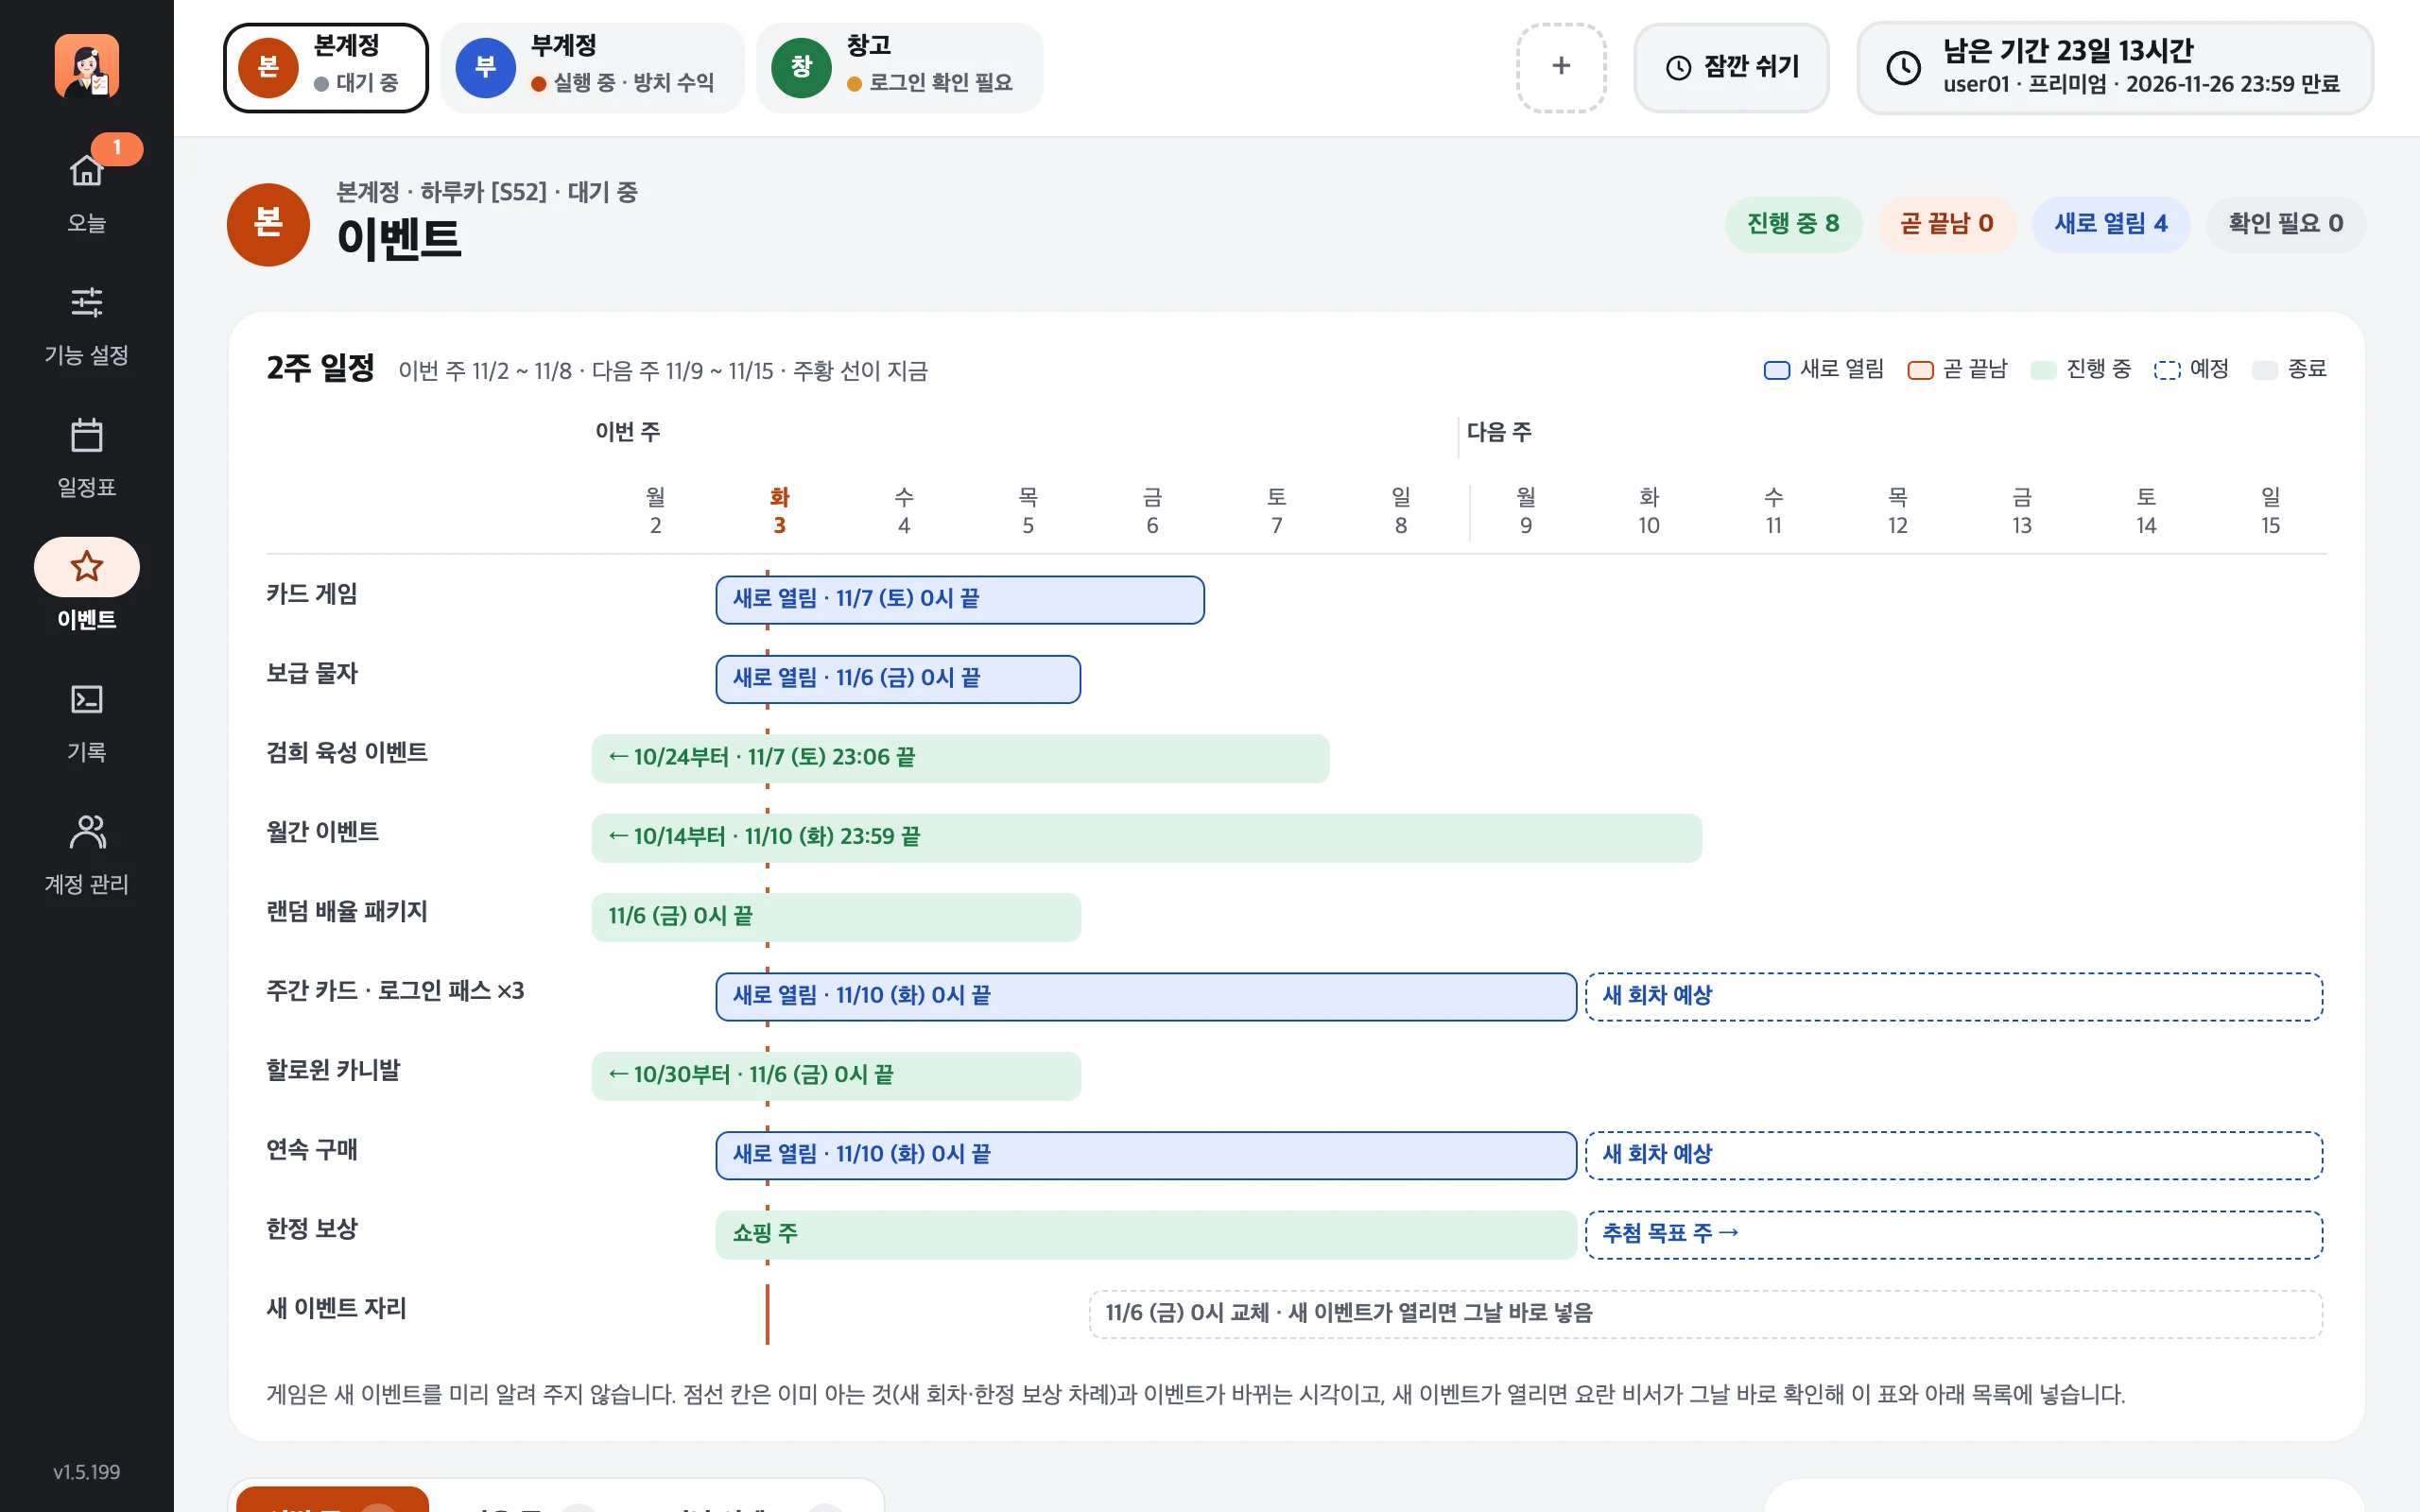 본
본계정
대기 중
부
부계정
실행 중 · 방치 수익
창
창고
로그인 확인 필요
+
잠깐 쉬기
남은 기간 23일 13시간
user01 · 프리미엄 · 2026-11-26 23:59 만료
1
오늘
기능 설정
일정표
이벤트
기록
계정 관리
v1.5.199
본
본계정 · 하루카 [S52] · 대기 중
이벤트
진행 중 8
곧 끝남 0
새로 열림 4
확인 필요 0
2주 일정
이번 주 11/2 ~ 11/8 · 다음 주 11/9 ~ 11/15 · 주황 선이 지금
새로 열림
곧 끝남
진행 중
예정
종료
이번 주
다음 주
월 화 수 목 금 토 일 월 화 수 목 금 토 일
2 3 4 5 6 7 8 9 10 11 12 13 14 15
카드 게임
새로 열림 · 11/7 (토) 0시 끝
보급 물자
새로 열림 · 11/6 (금) 0시 끝
검희 육성 이벤트
← 10/24부터 · 11/7 (토) 23:06 끝
월간 이벤트
← 10/14부터 · 11/10 (화) 23:59 끝
랜덤 배율 패키지
11/6 (금) 0시 끝
주간 카드 · 로그인 패스 ×3
새로 열림 · 11/10 (화) 0시 끝
새 회차 예상
할로윈 카니발
← 10/30부터 · 11/6 (금) 0시 끝
연속 구매
새로 열림 · 11/10 (화) 0시 끝
새 회차 예상
한정 보상
쇼핑 주
추첨 목표 주 →
새 이벤트 자리
11/6 (금) 0시 교체 · 새 이벤트가 열리면 그날 바로 넣음
게임은 새 이벤트를 미리 알려 주지 않습니다. 점선 칸은 이미 아는 것(새 회차·한정 보상 차례)과 이벤트가 바뀌는 시각이고, 새 이벤트가 열리면 요란 비서가 그날 바로 확인해 이 표와 아래 목록에 넣습니다.